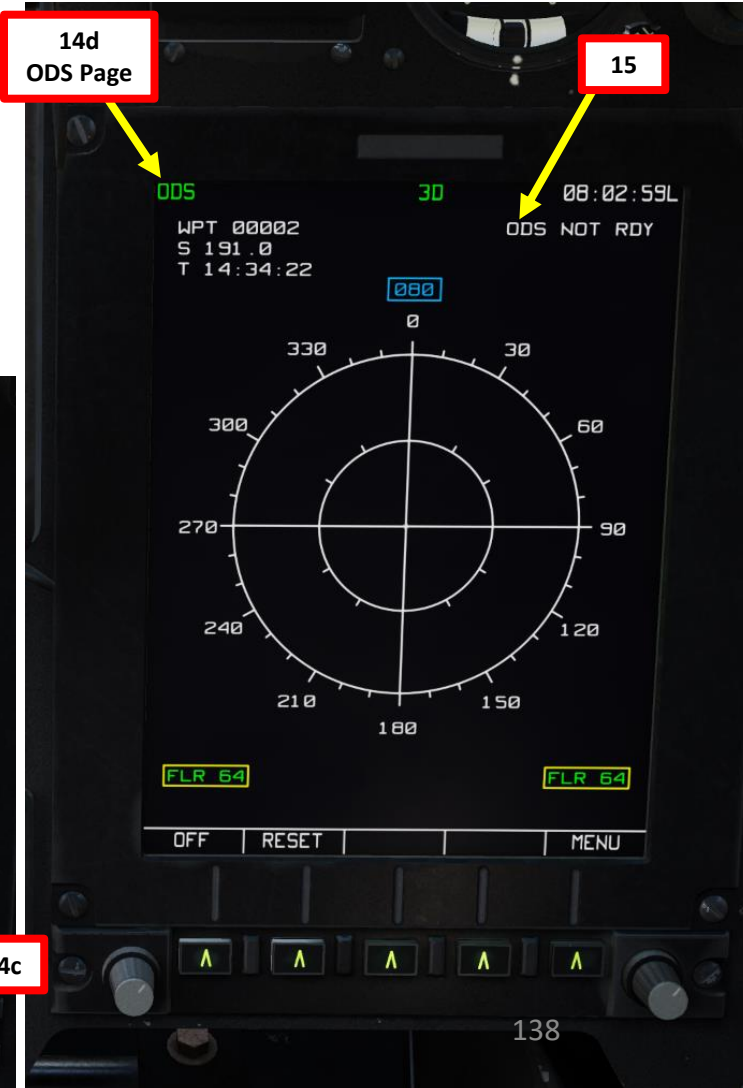 14d
ODS Page
15
ODS 3D 08:02:59L
WPT 00002 ODS NOT RDY
S 191.0
T 14:34:22
080
0
330 30
300 60
270 90
240 120
210 150
180
FLR 64 FLR 64
OFF RESET MENU
4c
Λ Λ Λ Λ Λ
138